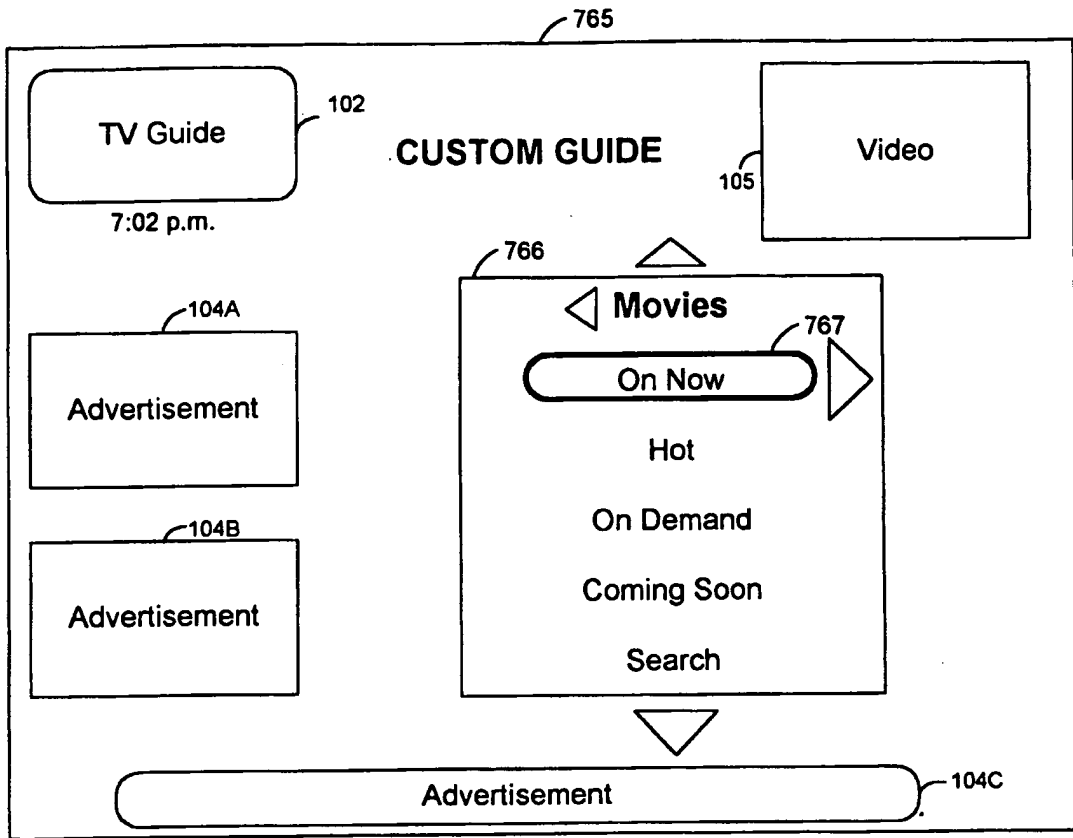 765
TV Guide
102
CUSTOM GUIDE
105
Video
7:02 p.m.
766
Movies
767
On Now
Hot
On Demand
Coming Soon
Search
104A
Advertisement
104B
Advertisement
Advertisement
104C